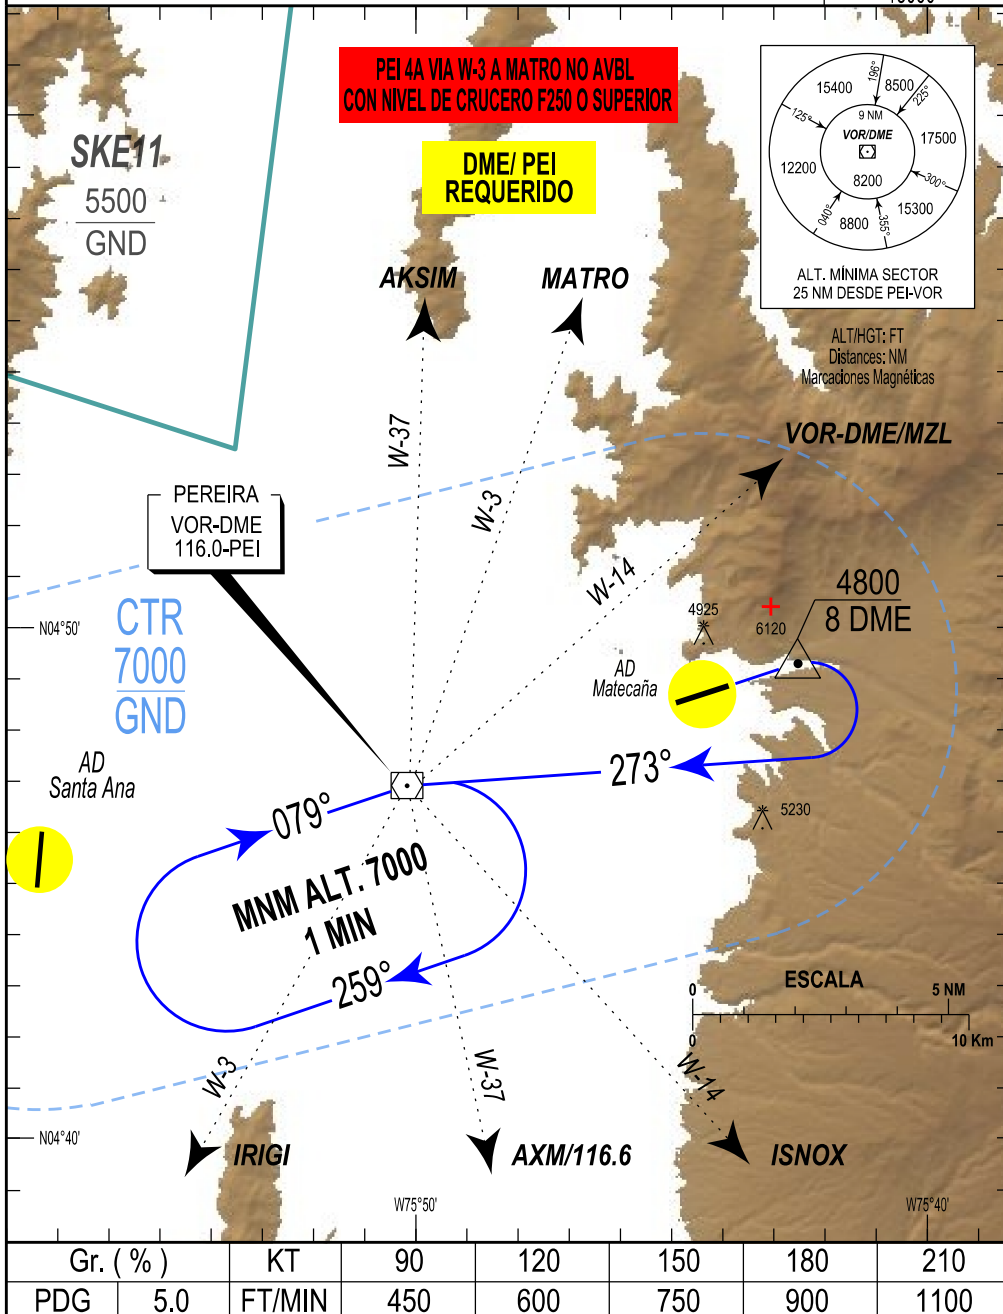 PEI 4A VIA W-3 A MATRO NO AVBL
CON NIVEL DE CRUCERO F250 O SUPERIOR
DME/ PEI
REQUERIDO
SKE11
5500
GND
196°
15400
8500
225°
125°
9 NM
VOR/DME
17500
12200
8200
300°
040°
8800
355°
15300
ALT. MÍNIMA SECTOR
25 NM DESDE PEI-VOR
ALT/HGT: FT
Distances: NM
Marcaciones Magnéticas
AKSIM
MATRO
VOR-DME/MZL
W-37
W-3
W-14
PEREIRA
VOR-DME
116.0-PEI
CTR
7000
GND
N04°50'
4925
6120
4800
8 DME
AD
Matecaña
AD
Santa Ana
273°
079°
5230
MNM ALT. 7000
1 MIN
259°
ESCALA
0
5 NM
0
10 Km
W-3
W-37
W-14
N04°40'
IRIGI
AXM/116.6
ISNOX
W75°50'
W75°40'
Gr. ( % )
KT
90
120
150
180
210
PDG
5.0
FT/MIN
450
600
750
900
1100